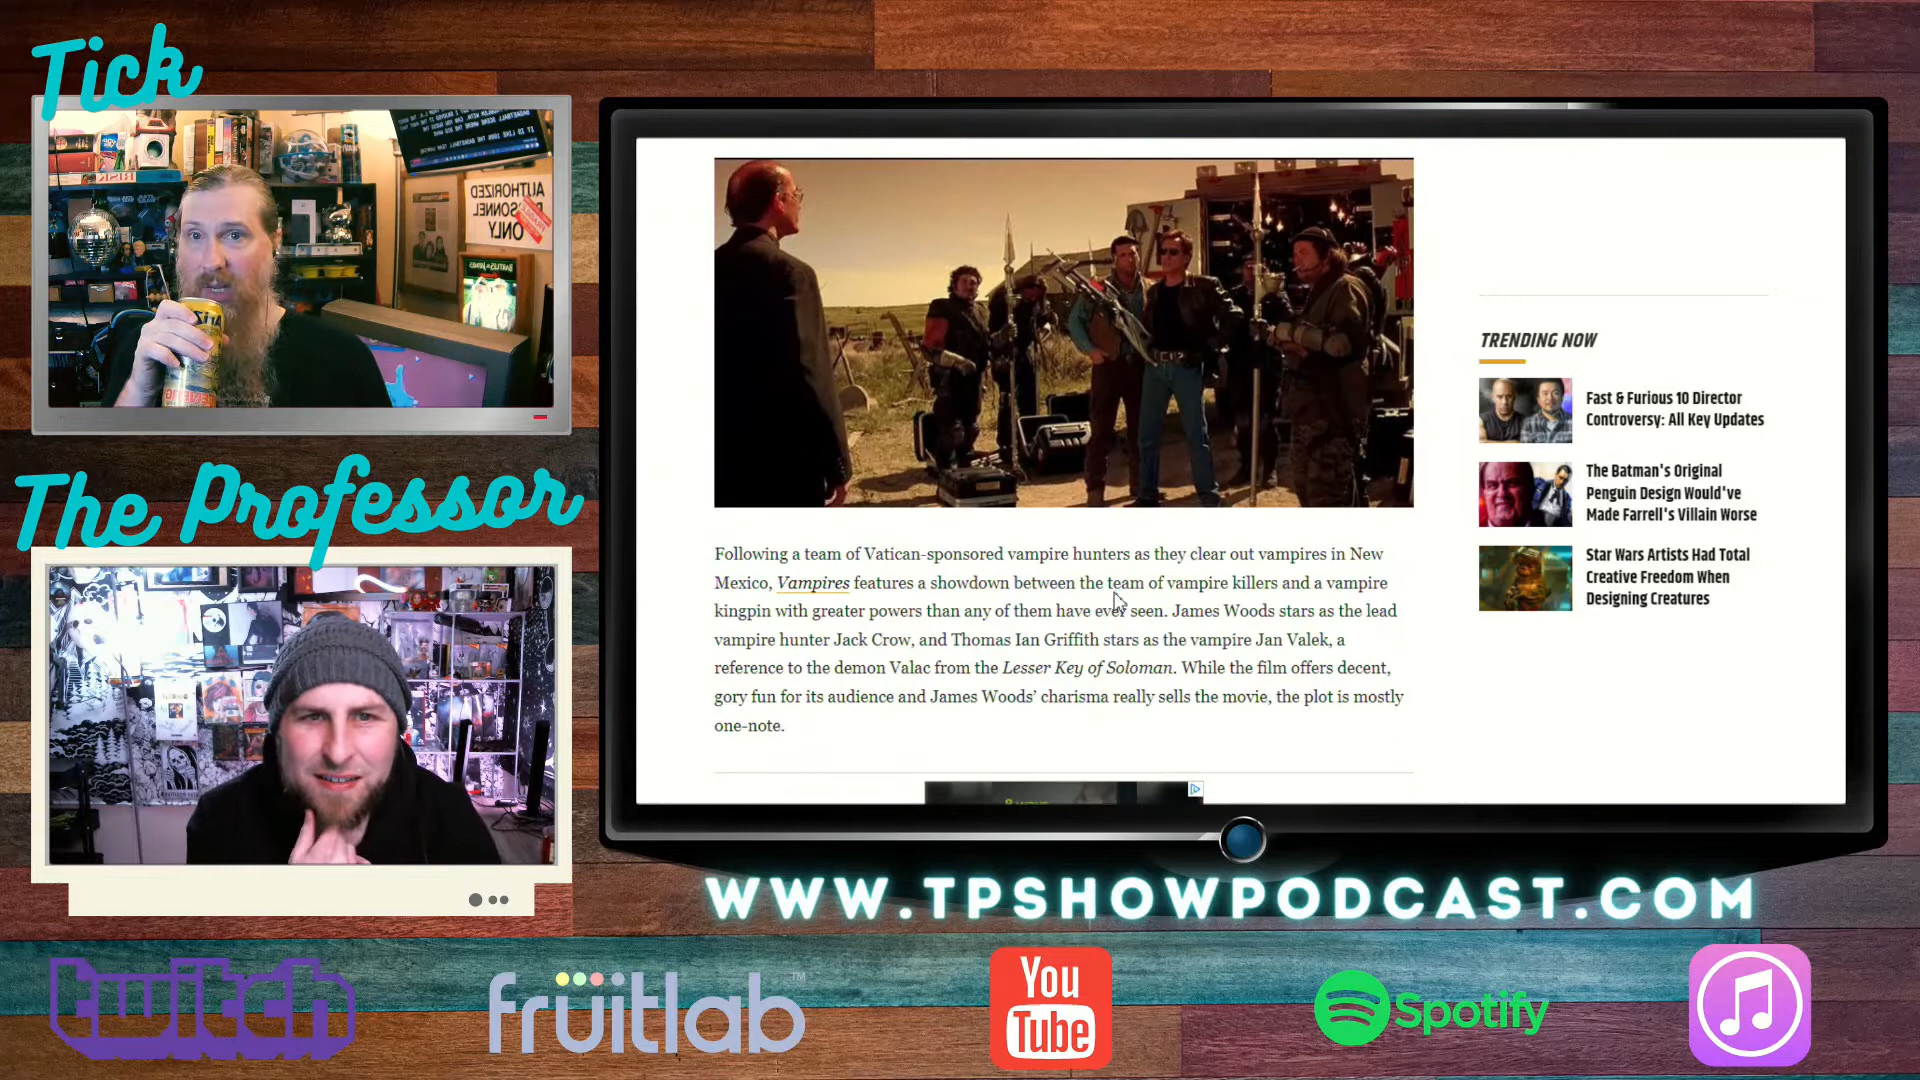 Tick
AUTHORIZED
PERSONNEL
ONLY
BARTLES & JAYMES
RISK
The Professor
Following a team of Vatican-sponsored vampire hunters as they clear out vampires in New
Mexico, Vampires features a showdown between the team of vampire killers and a vampire
kingpin with greater powers than any of them have ever seen. James Woods stars as the lead
vampire hunter Jack Crow, and Thomas Ian Griffith stars as the vampire Jan Valek, a
reference to the demon Valac from the Lesser Key of Soloman. While the film offers decent,
gory fun for its audience and James Woods' charisma really sells the movie, the plot is mostly
one-note.
TRENDING NOW
Fast & Furious 10 Director
Controversy: All Key Updates
The Batman's Original
Penguin Design Would've
Made Farrell's Villain Worse
Star Wars Artists Had Total
Creative Freedom When
Designing Creatures
WWW.TPSHOWPODCAST.COM
twitch
früitlab™
You
Tube
Spotify